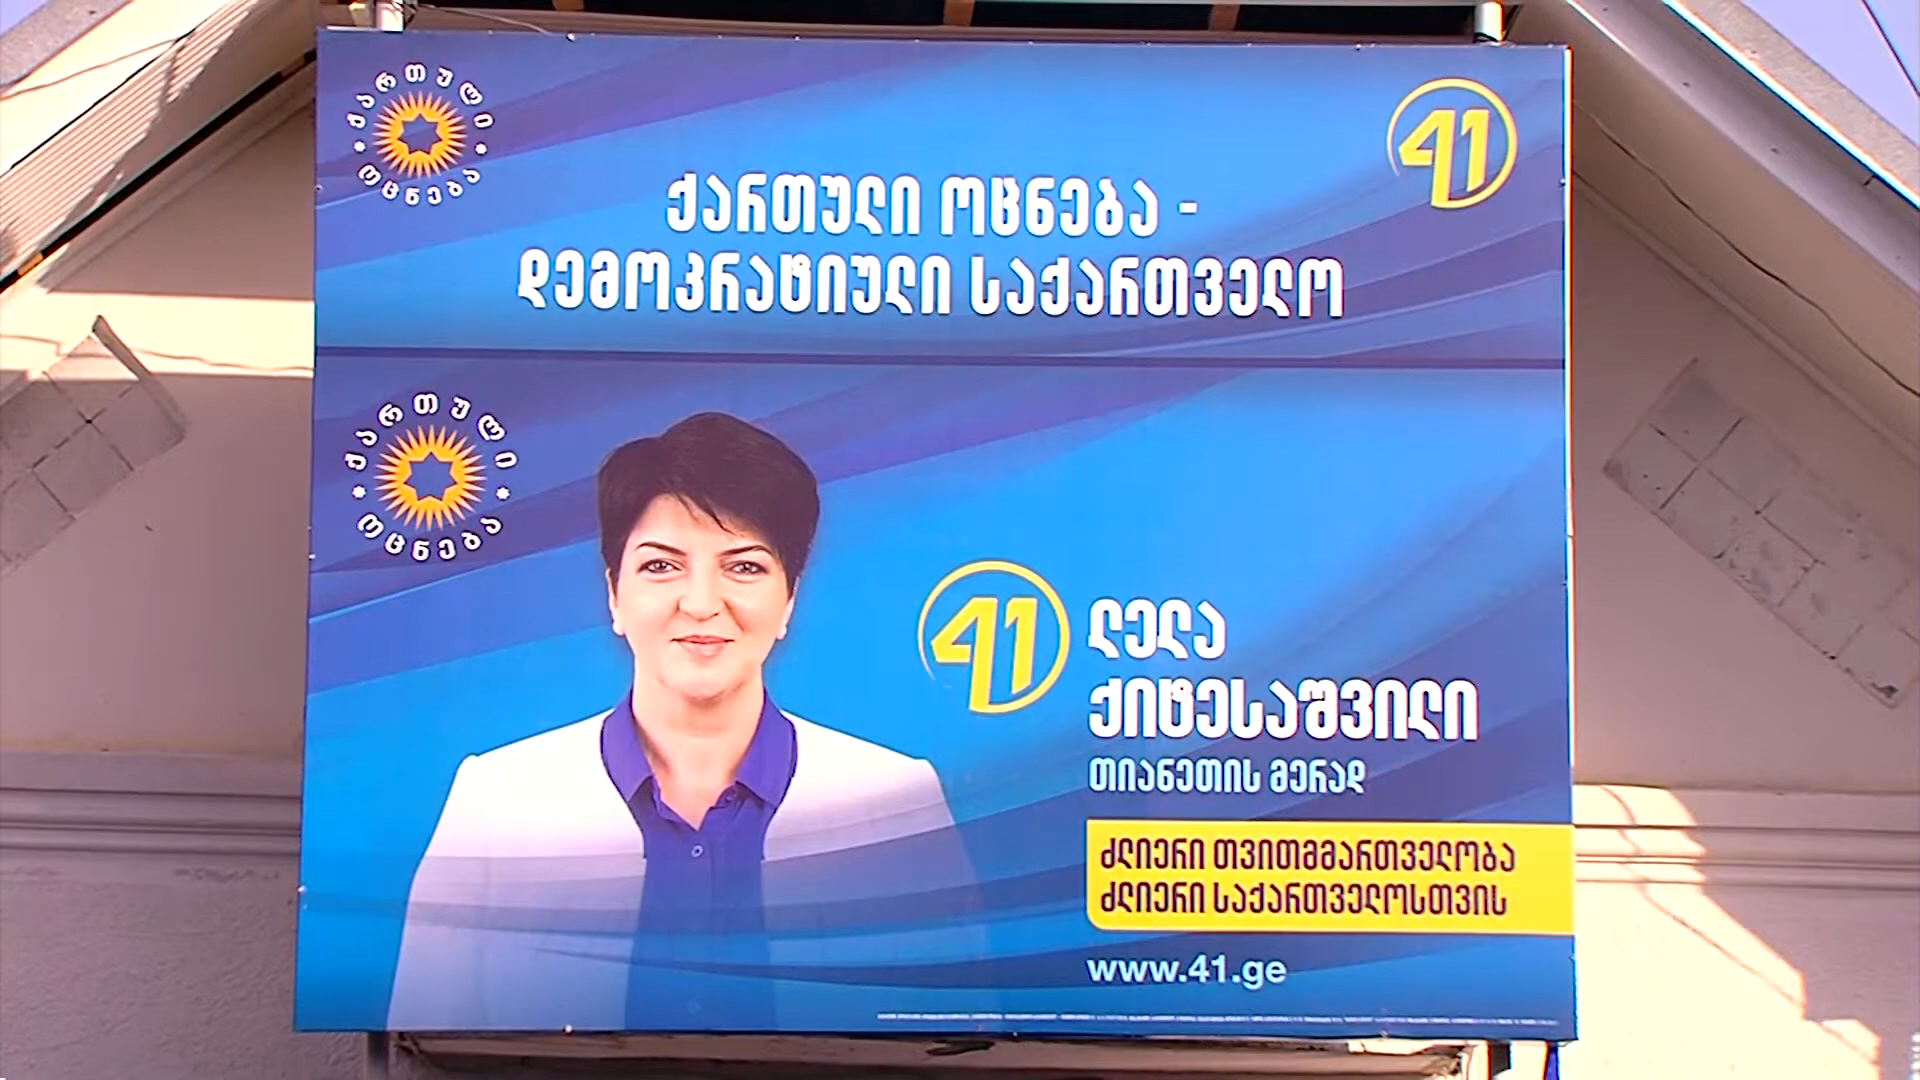 ქართული ოცნება
41
ქართული ოცნება -
დემოკრატიული საქართველო
ქართული ოცნება
41
ლელა
ქიტესაშვილი
თიანეთის მერად
ძლიერი თვითმმართველობა
ძლიერი საქართველოსთვის
www.41.ge